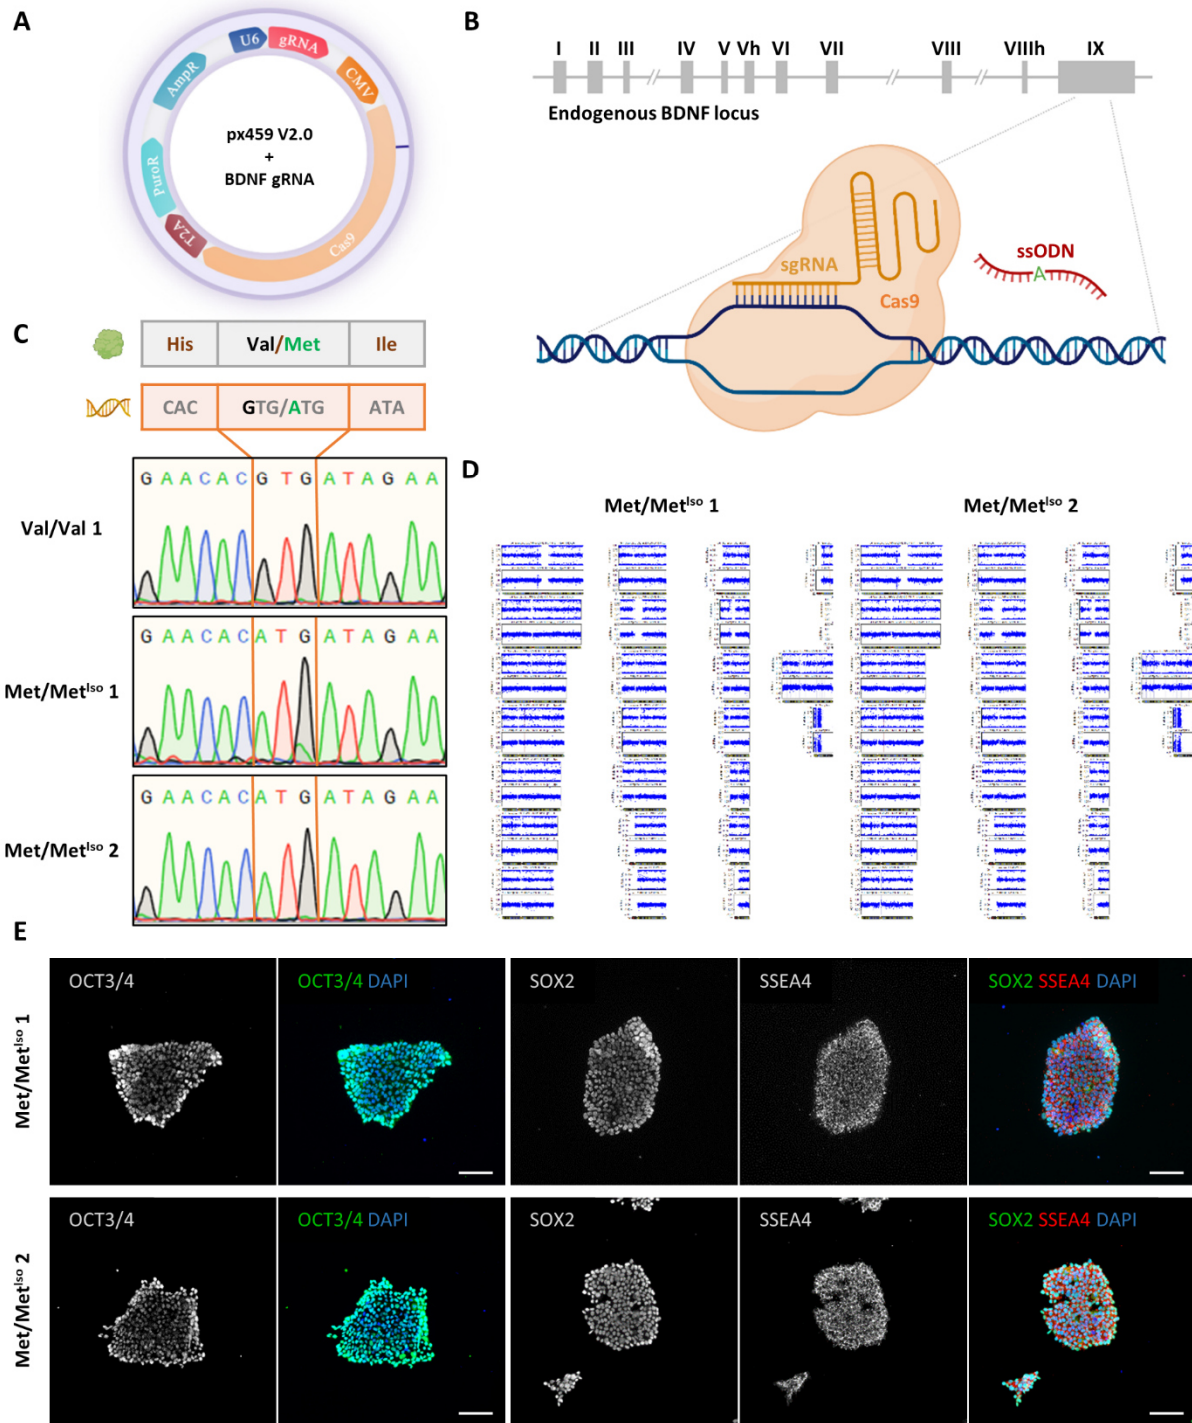 A
U6
gRNA
CMV
AmpR
PuroR
T2A
Cas9
px459 V2.0
+
BDNF gRNA
B
I II III IV V Vh VI VII VIII VIIIh IX
Endogenous BDNF locus
sgRNA
Cas9
ssODN
A
C
His Val/Met Ile
CAC GTG/ATG ATA
Val/Val 1
G A A C A C G T G A T A G A A
Met/Metᴵˢᵒ 1
G A A C A C A T G A T A G A A
Met/Metᴵˢᵒ 2
G A A C A C A T G A T A G A A
D
Met/Metᴵˢᵒ 1 Met/Metᴵˢᵒ 2
E
Met/Metᴵˢᵒ 1
OCT3/4 OCT3/4 DAPI SOX2 SSEA4 SOX2 SSEA4 DAPI
Met/Metᴵˢᵒ 2
OCT3/4 OCT3/4 DAPI SOX2 SSEA4 SOX2 SSEA4 DAPI